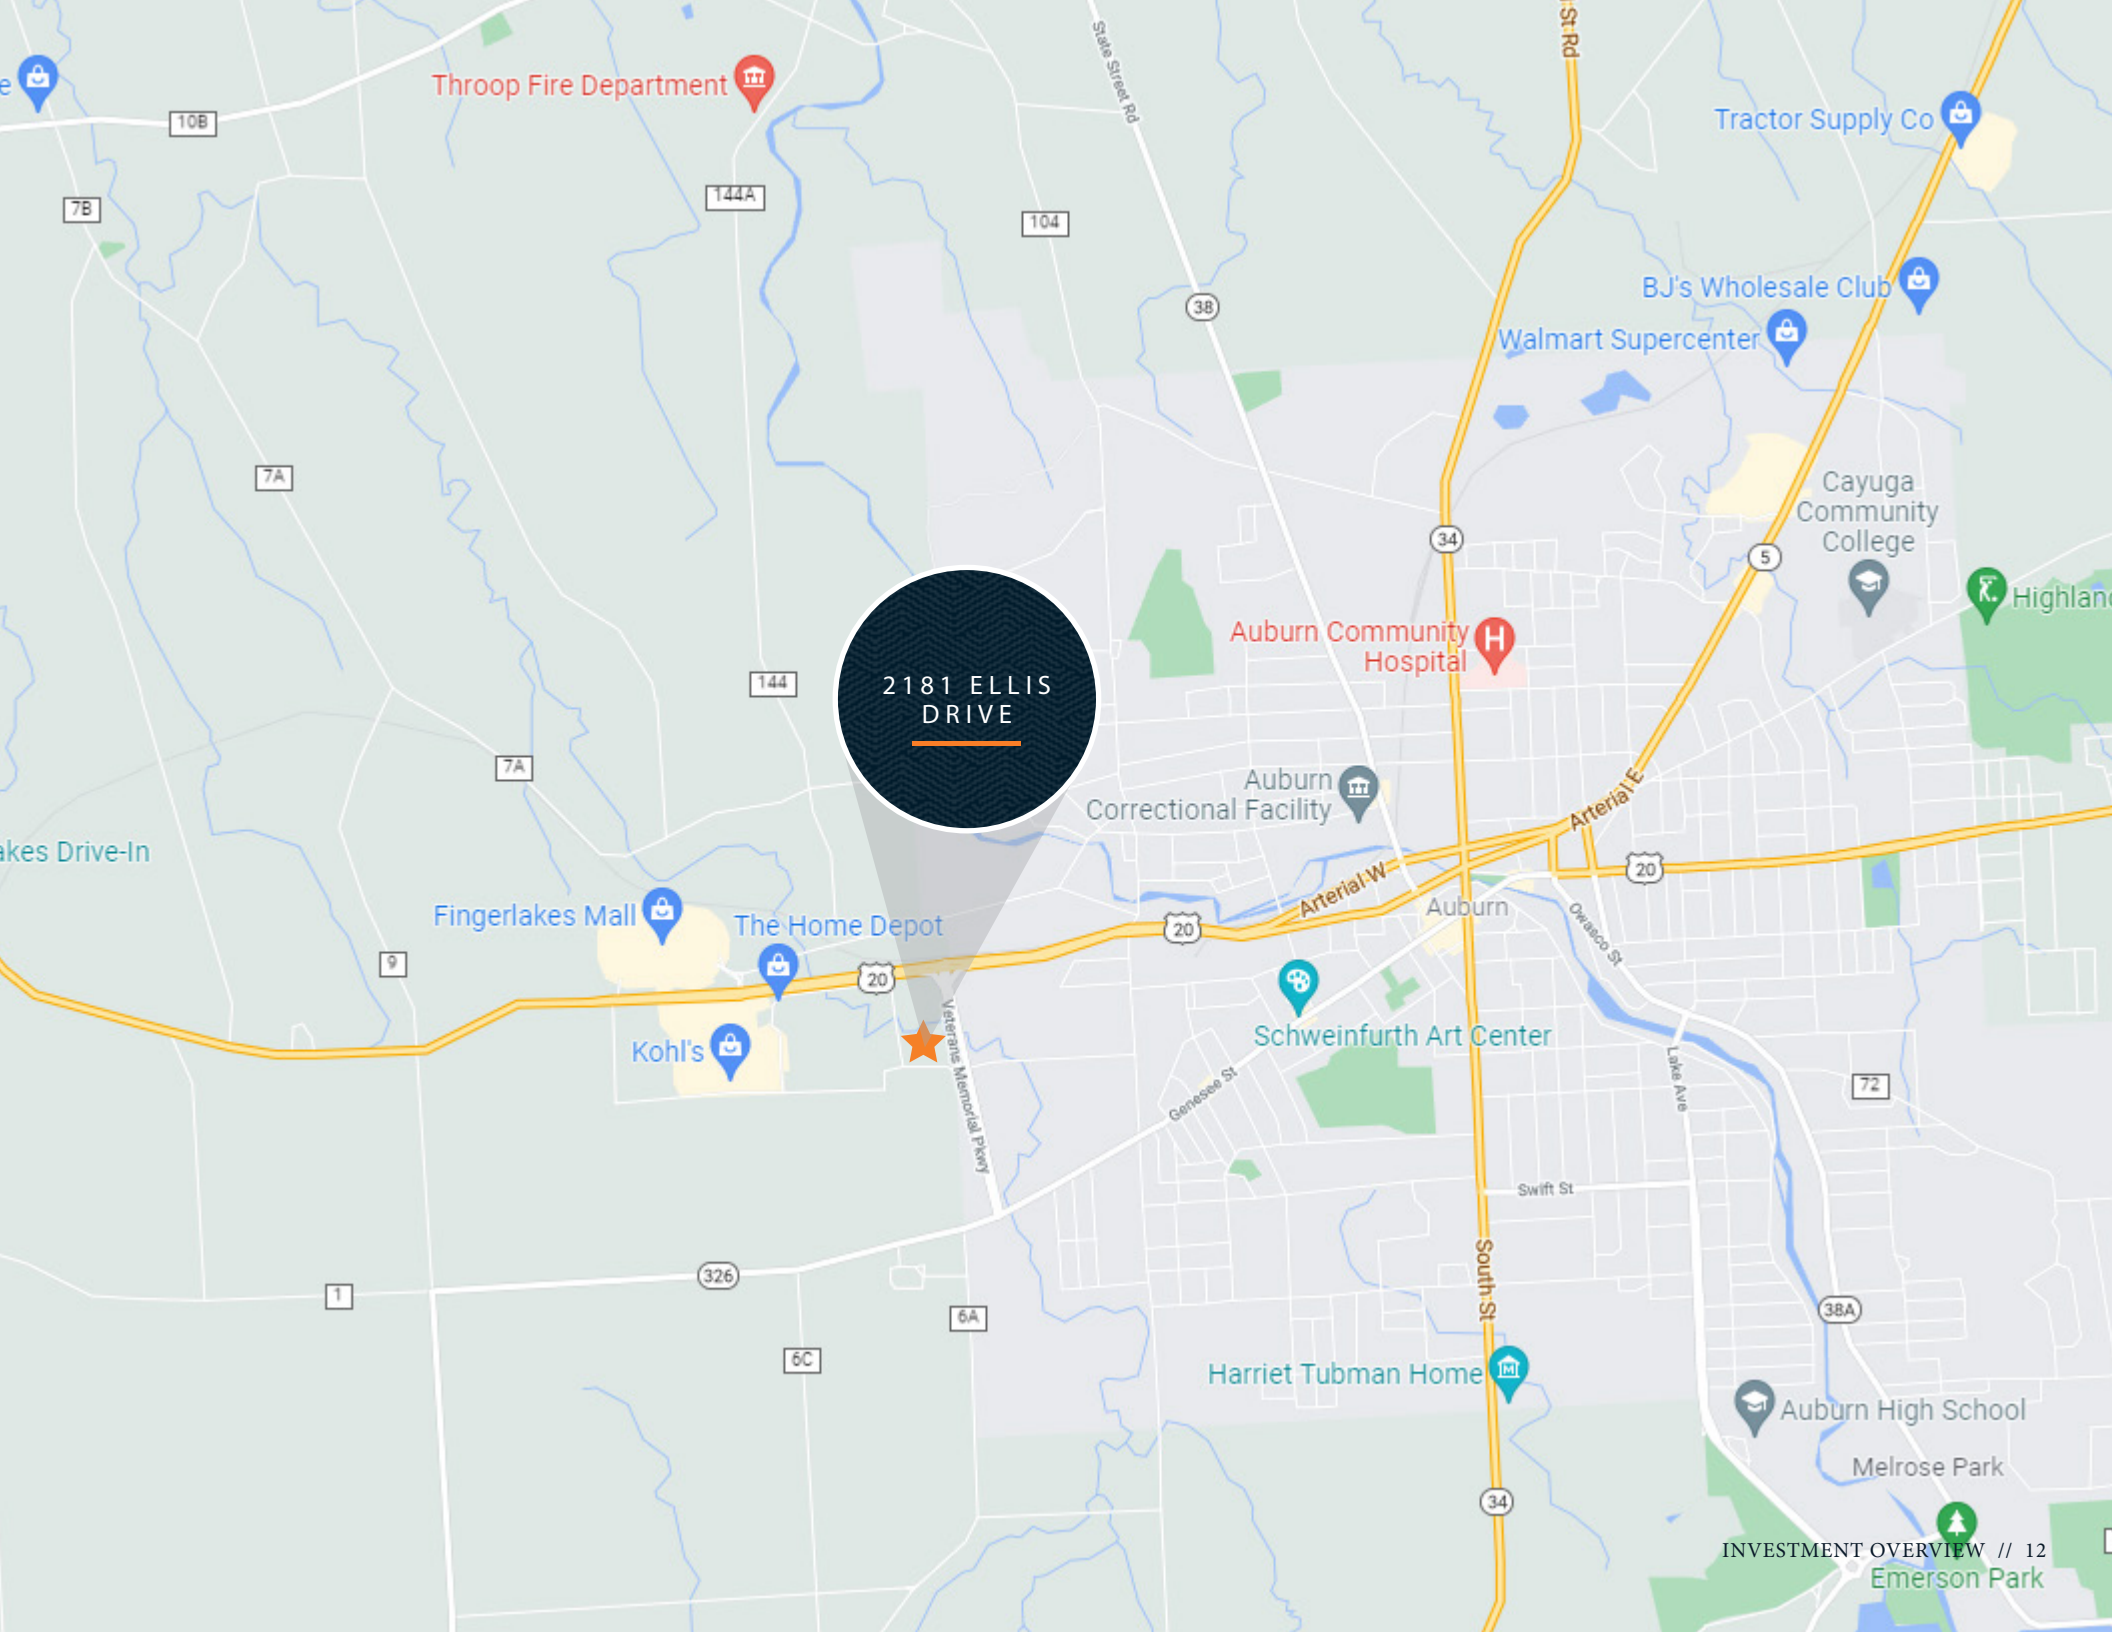 St Rd
State Street Rd
Throop Fire Department
e
10B
Tractor Supply Co
144A
7B
104
BJ's Wholesale Club
38
Walmart Supercenter
7A
Cayuga
Community
College
34
5
Highlan
Auburn Community
Hospital
144
2181 ELLIS
DRIVE
7A
Auburn
Correctional Facility
Arterial E
akes Drive-In
20
Arterial W
Auburn
Fingerlakes Mall
The Home Depot
20
Owasco St
9
20
Schweinfurth Art Center
Kohl's
Veterans Memorial Pkwy
Genesee St
Lake Ave
72
Swift St
326
South St
1
38A
6A
6C
Harriet Tubman Home
Auburn High School
Melrose Park
34
INVESTMENT OVERVIEW // 12
Emerson Park